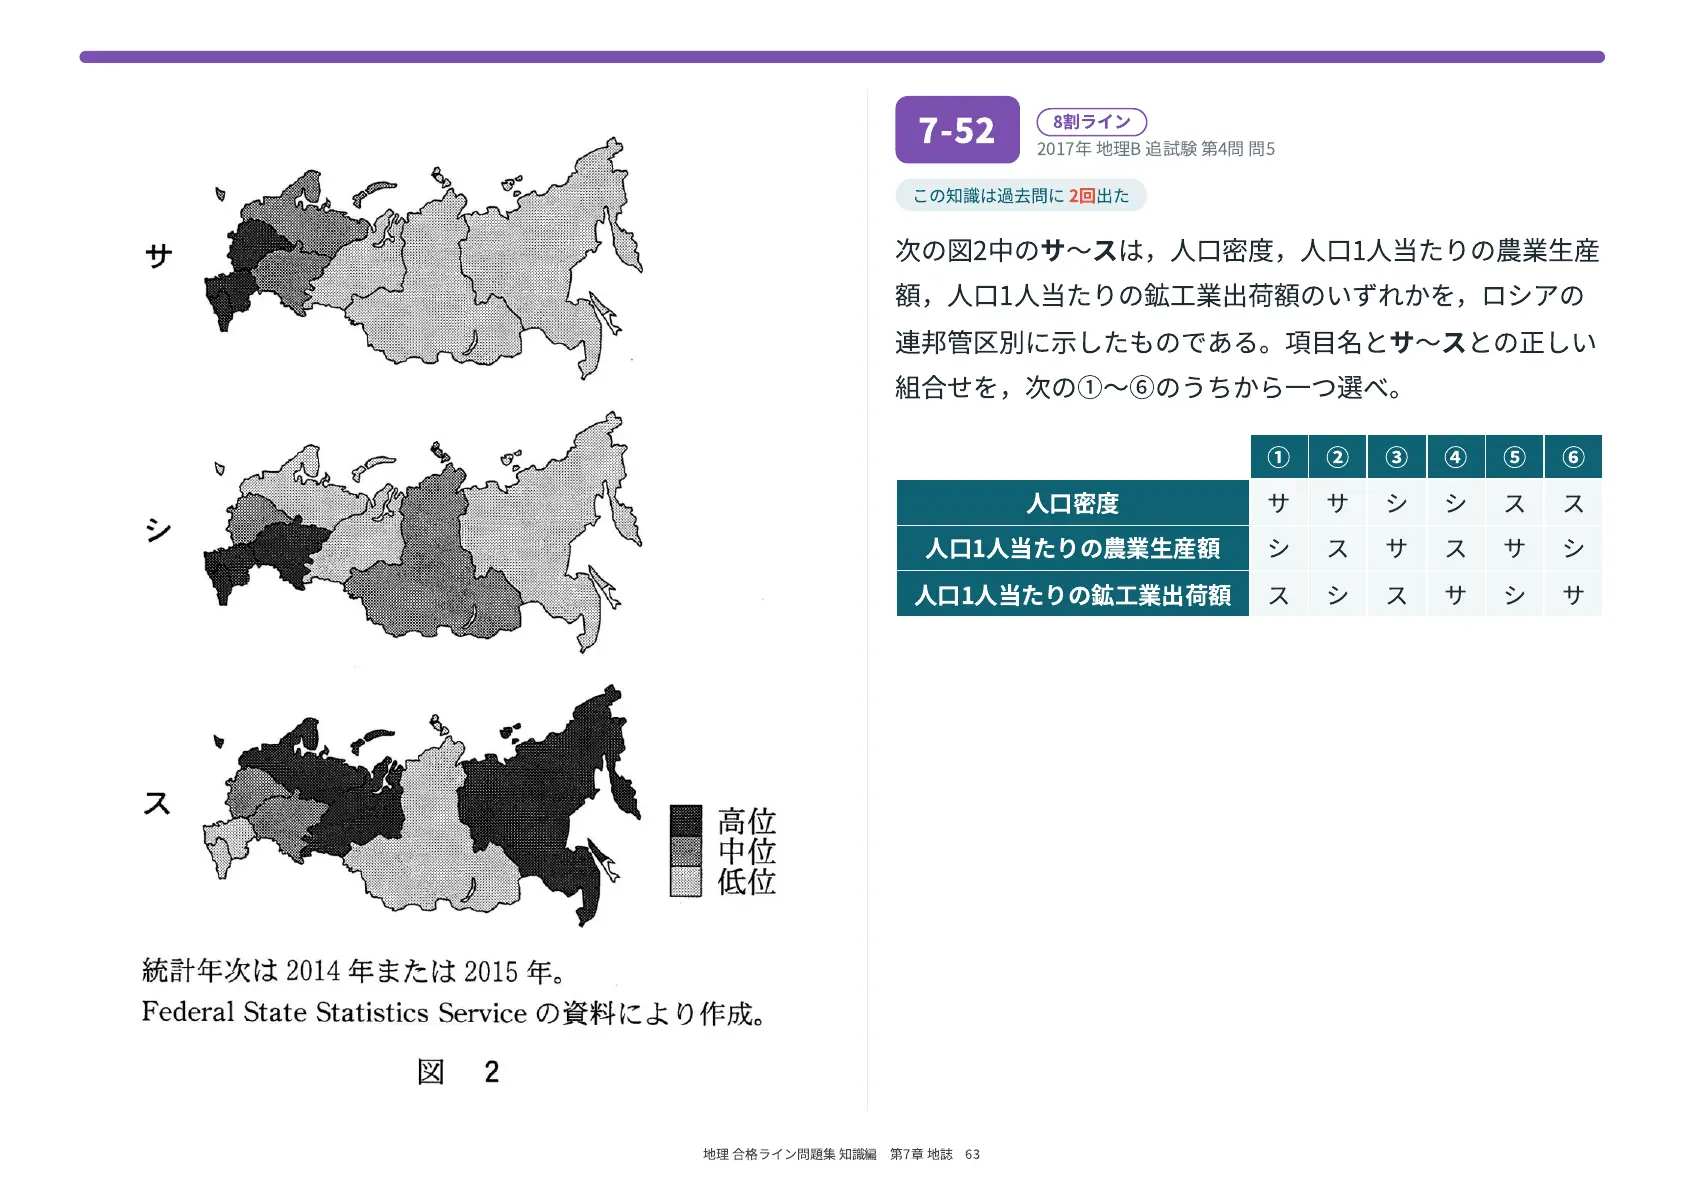 サ
シ
ス
高位
中位
低位
統計年次は 2014 年または 2015 年。
Federal State Statistics Service の資料により作成。
図 2
7-52
8割ライン
2017年 地理B 追試験 第4問 問5
この知識は過去問に 2回出た
次の図2中のサ～スは，人口密度，人口1人当たりの農業生産
額，人口1人当たりの鉱工業出荷額のいずれかを，ロシアの
連邦管区別に示したものである。項目名とサ～スとの正しい
組合せを，次の①～⑥のうちから一つ選べ。
① ② ③ ④ ⑤ ⑥
人口密度 サ サ シ シ ス ス
人口1人当たりの農業生産額 シ ス サ ス サ シ
人口1人当たりの鉱工業出荷額 ス シ ス サ シ サ
地理 合格ライン問題集 知識編 第7章 地誌 63